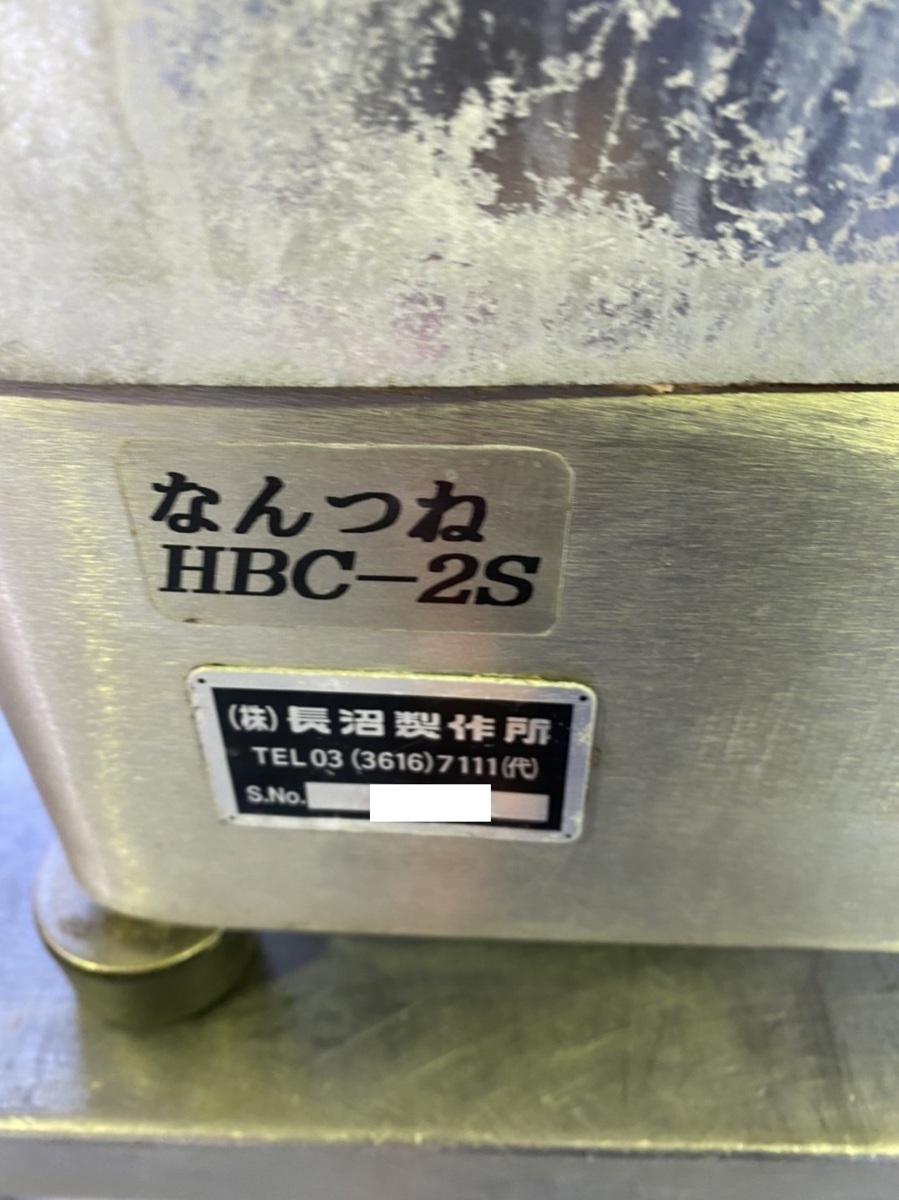 なんつね
HBC-2S
(株)長沼製作所
TEL 03 (3616) 7111(代)
S.No.